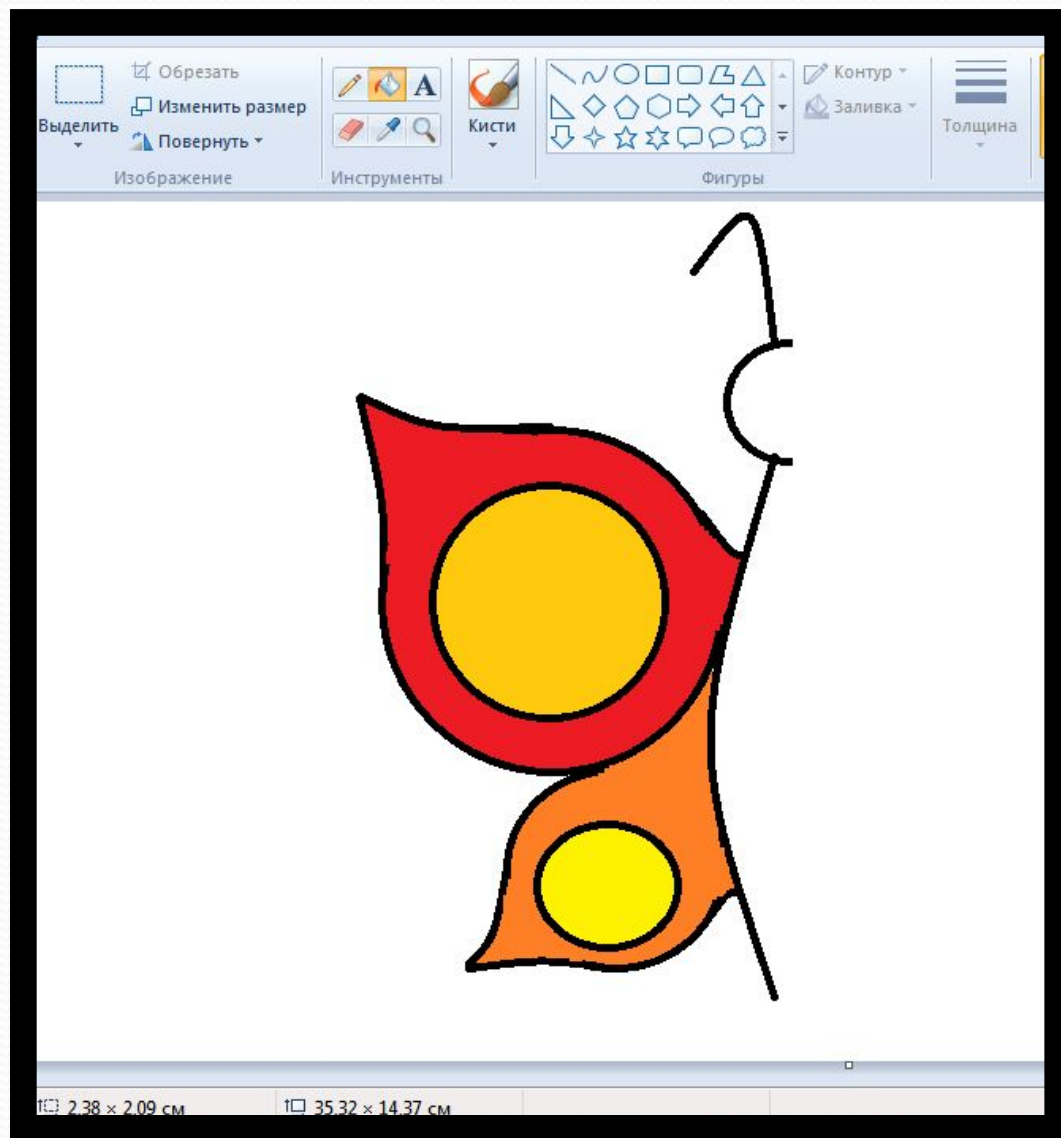 Выделить
Обрезать
Изменить размер
Повернуть
Изображение
A
Инструменты
Кисти
Фигуры
Контур
Заливка
Толщина
2.38 × 2.09 см
35.32 × 14.37 см